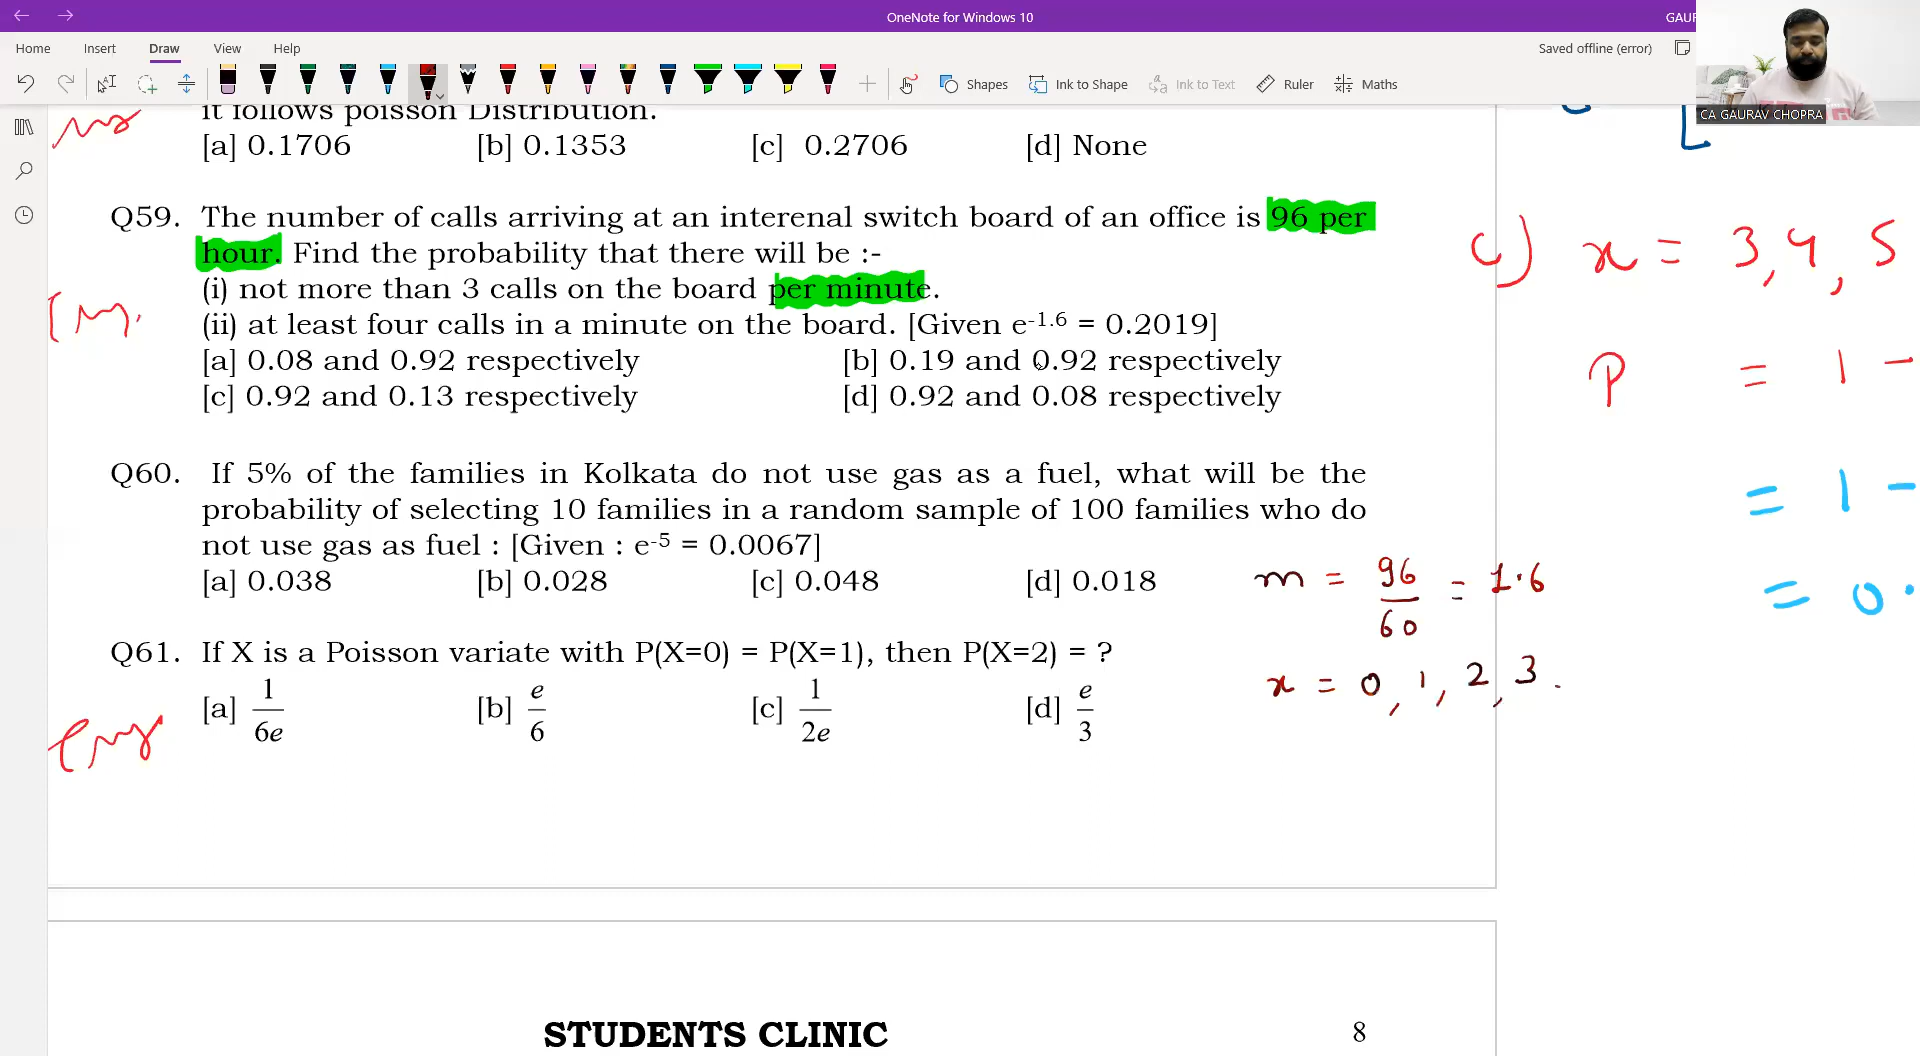 OneNote for Windows 10
GAUR
Home Insert Draw View Help
Saved offline (error)
Shapes Ink to Shape Ink to Text Ruler Maths
CA GAURAV CHOPRA
it follows poisson Distribution.
[a] 0.1706 [b] 0.1353 [c] 0.2706 [d] None
Q59. The number of calls arriving at an interenal switch board of an office is 96 per
hour. Find the probability that there will be :-
(i) not more than 3 calls on the board per minute.
(ii) at least four calls in a minute on the board. [Given e-1.6 = 0.2019]
[a] 0.08 and 0.92 respectively [b] 0.19 and 0.92 respectively
[c] 0.92 and 0.13 respectively [d] 0.92 and 0.08 respectively
Q60. If 5% of the families in Kolkata do not use gas as a fuel, what will be the
probability of selecting 10 families in a random sample of 100 families who do
not use gas as fuel : [Given : e-5 = 0.0067]
[a] 0.038 [b] 0.028 [c] 0.048 [d] 0.018
Q61. If X is a Poisson variate with P(X=0) = P(X=1), then P(X=2) = ?
[a] 1/6e [b] e/6 [c] 1/2e [d] e/3
c) x = 3, 4, 5
P = 1 -
= 1 -
= 0.
m = 96/60 = 1.6
x = 0, 1, 2, 3.
STUDENTS CLINIC 8